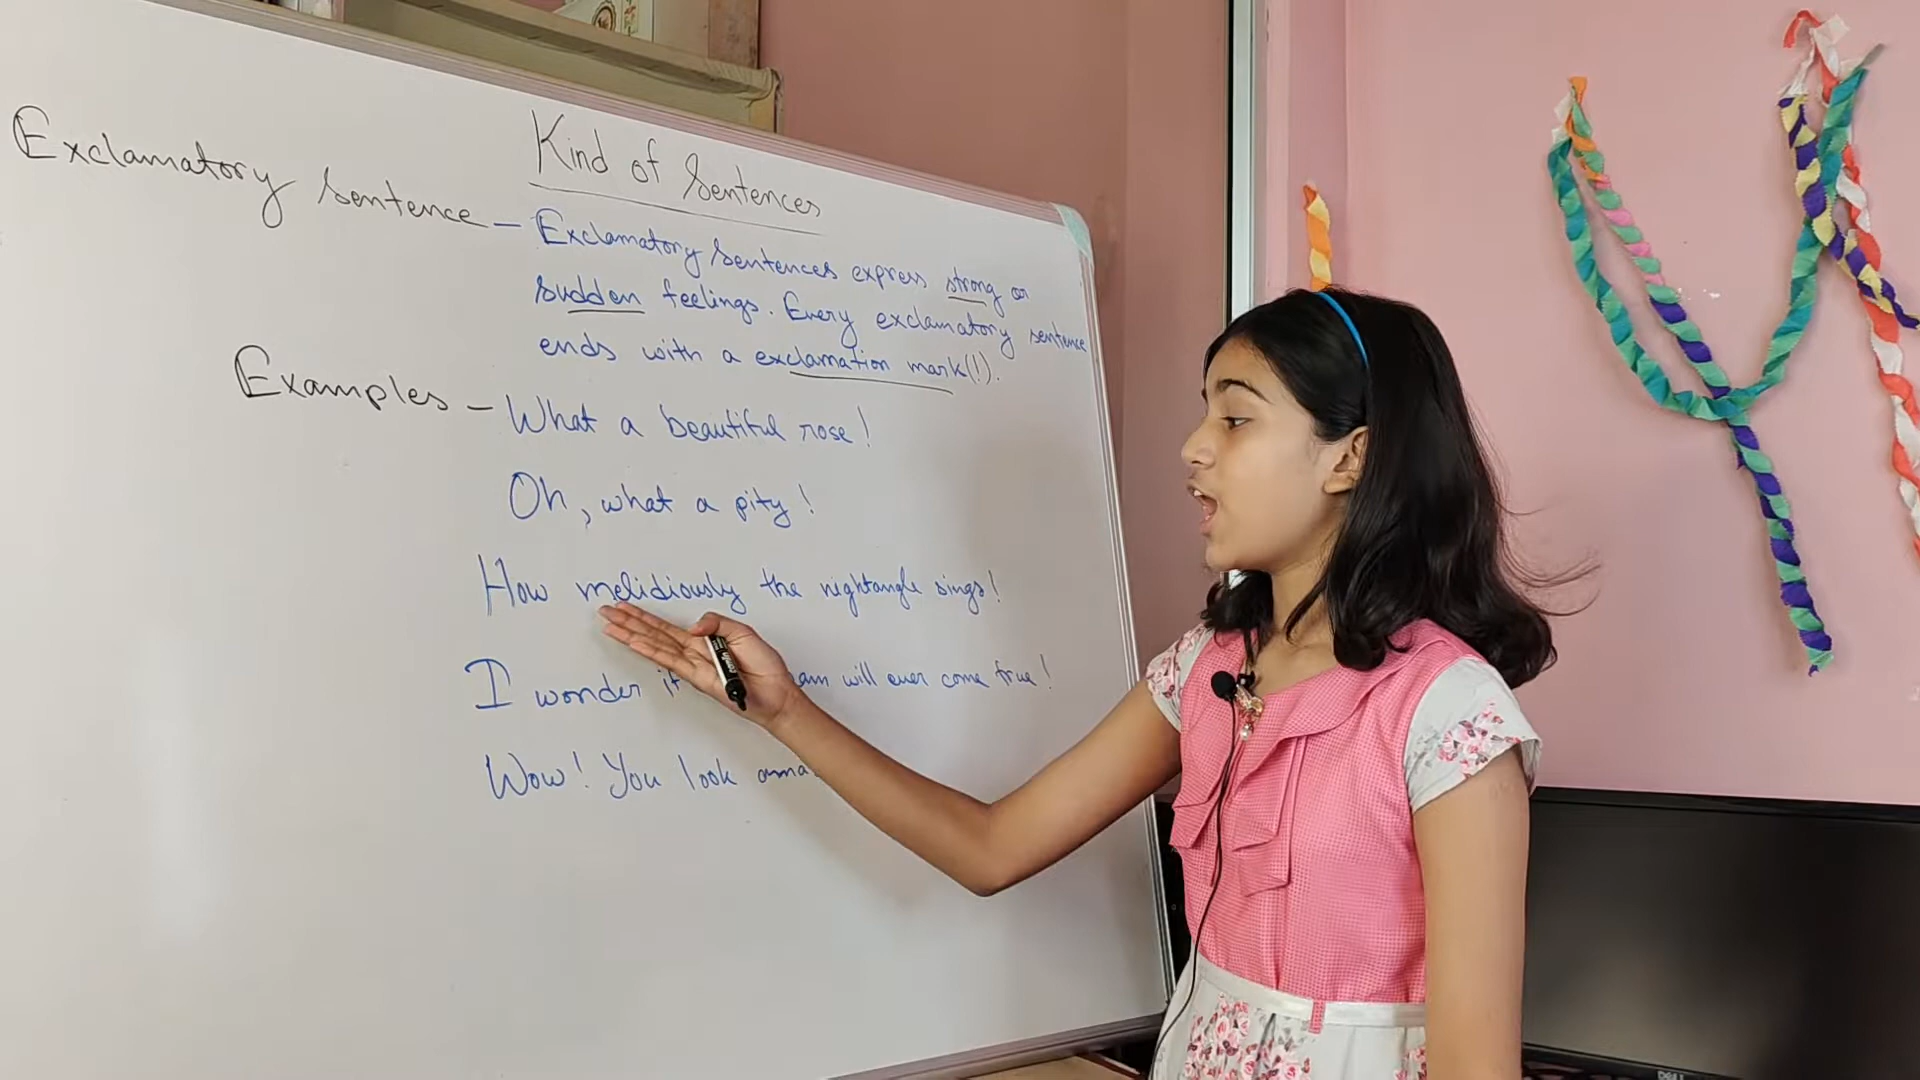 Kind of Sentences
Exclamatory Sentence – Exclamatory Sentences express strong or
sudden feelings. Every exclamatory sentence
ends with a exclamation mark(!).
Examples – What a beautiful rose!
Oh, what a pity!
How melidiously the nightangle sings!
I wonder will ever come true!
Wow! You look
DELL